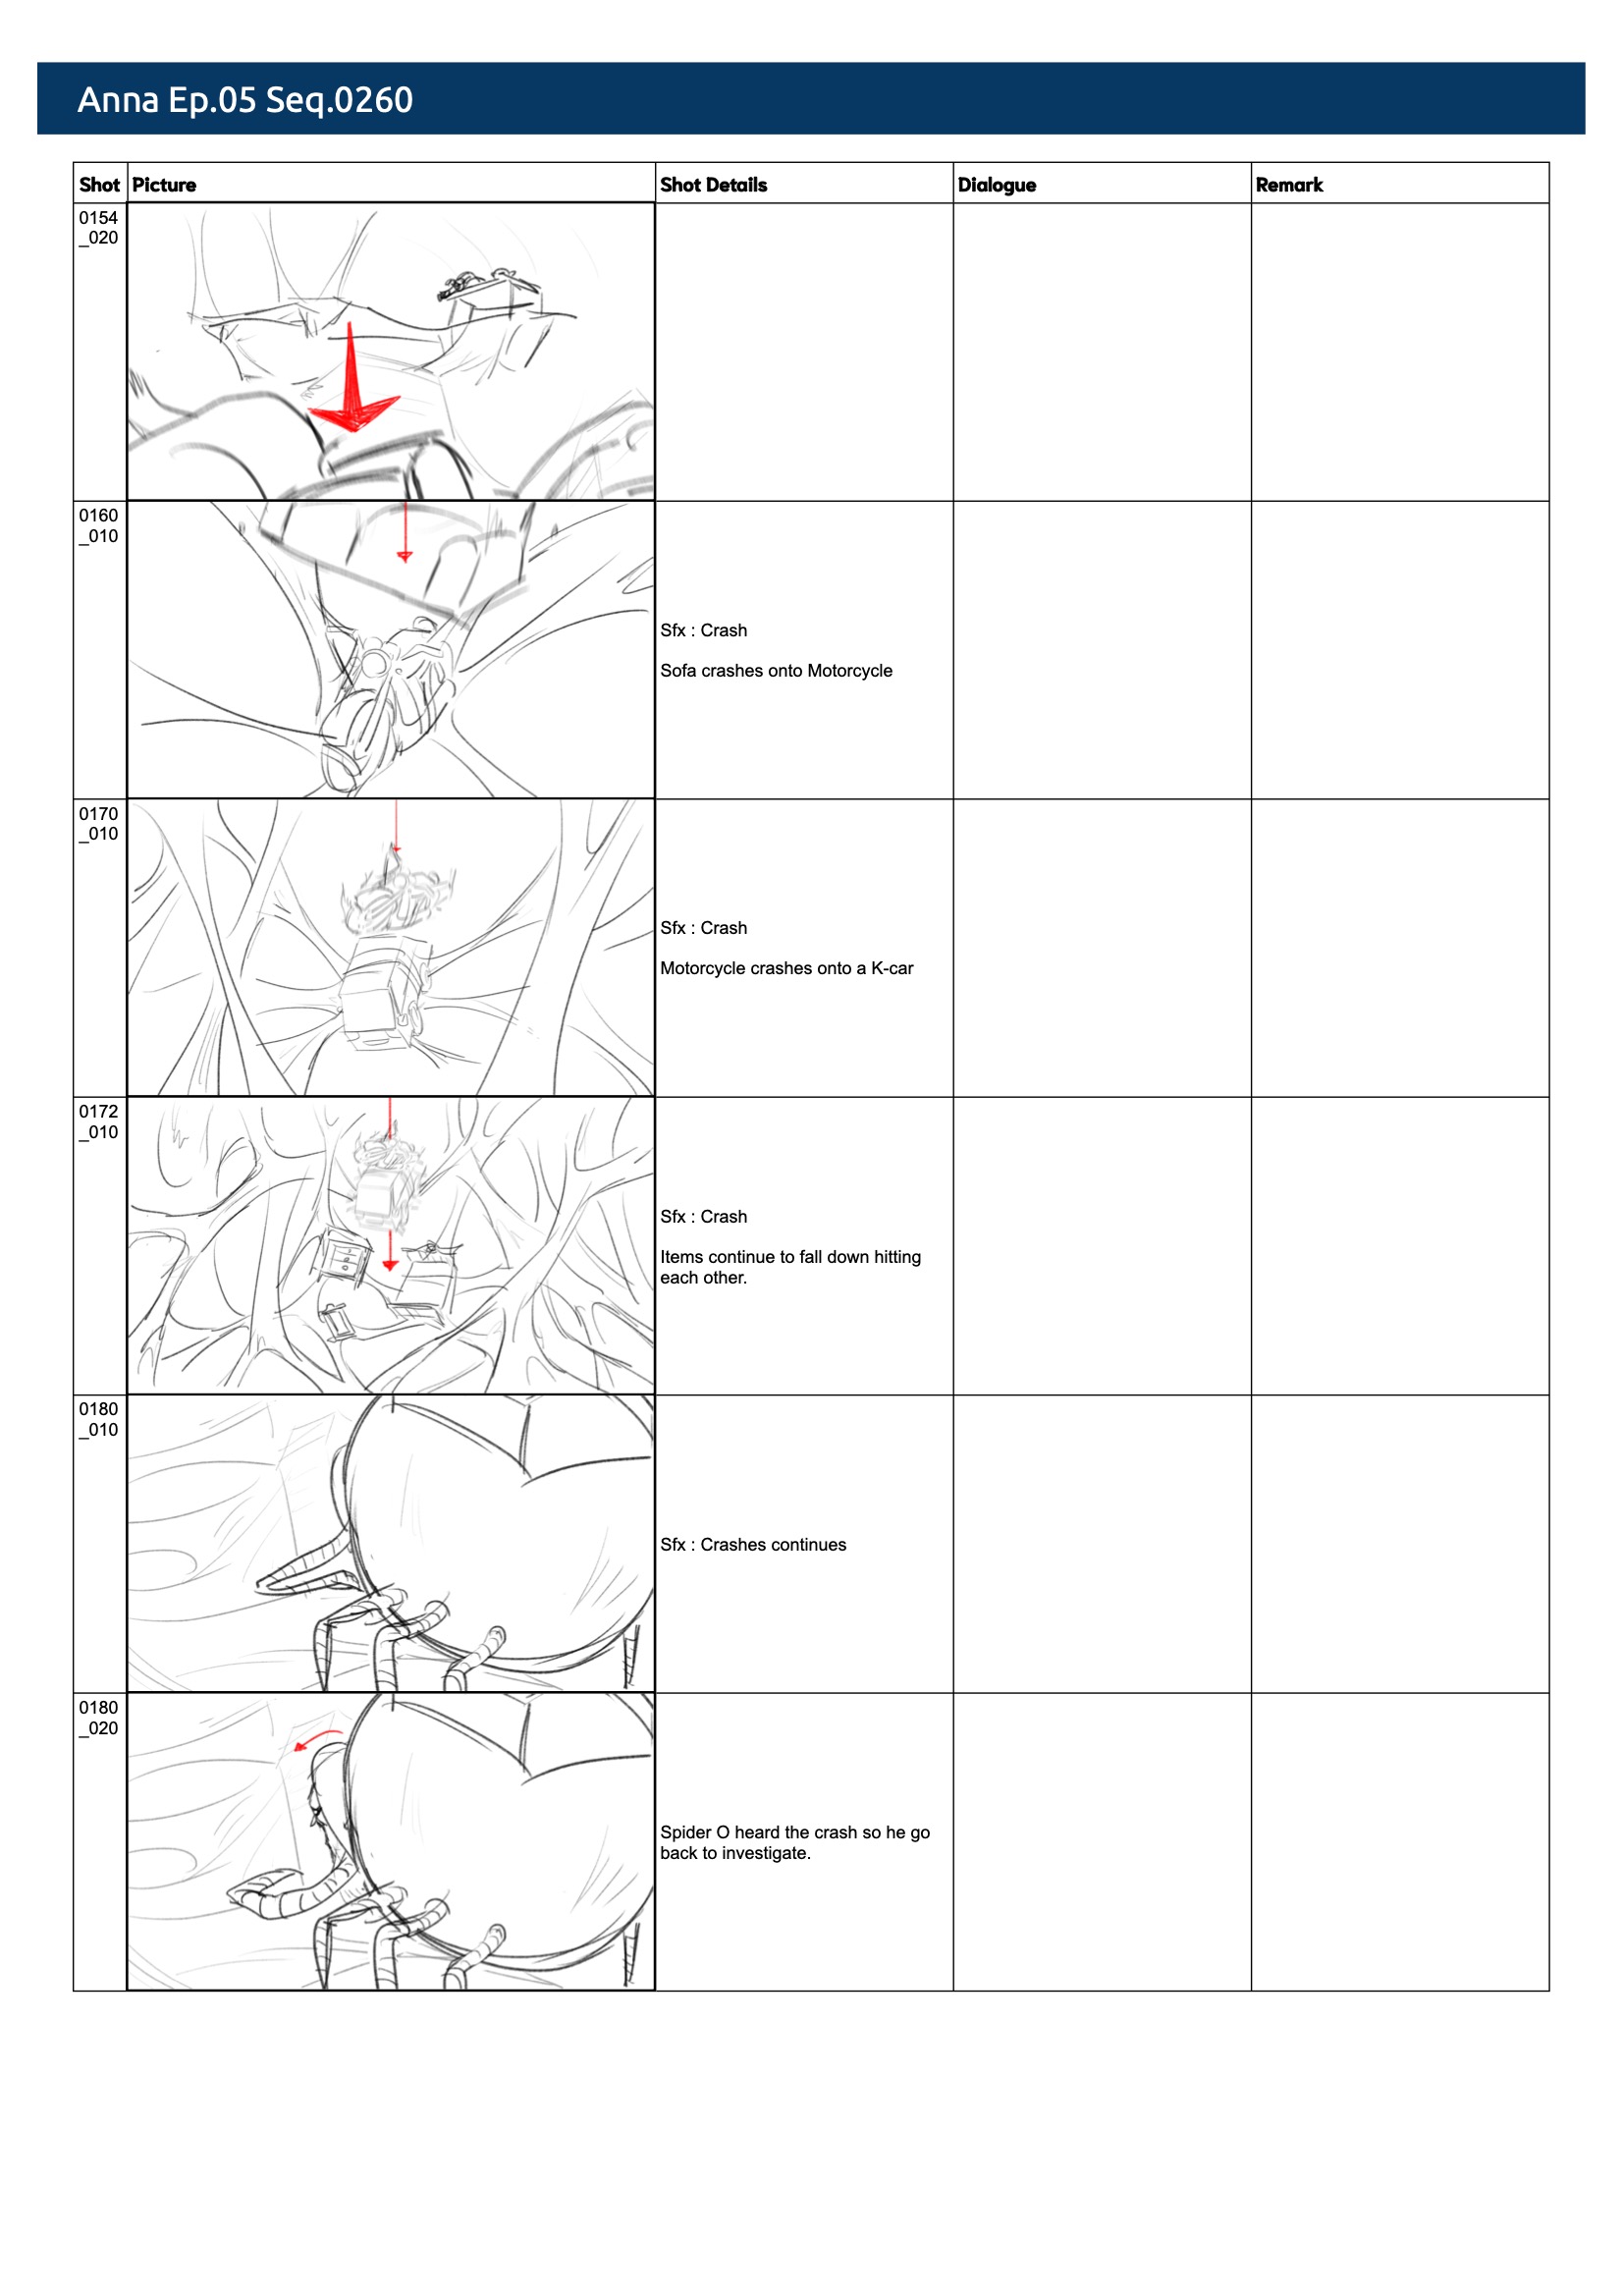 Anna Ep.05 Seq.0260
Shot Picture Shot Details Dialogue Remark
0154
_020
0160
_010
Sfx : Crash
Sofa crashes onto Motorcycle
0170
_010
Sfx : Crash
Motorcycle crashes onto a K-car
0172
_010
Sfx : Crash
Items continue to fall down hitting
each other.
0180
_010
Sfx : Crashes continues
0180
_020
Spider O heard the crash so he go
back to investigate.